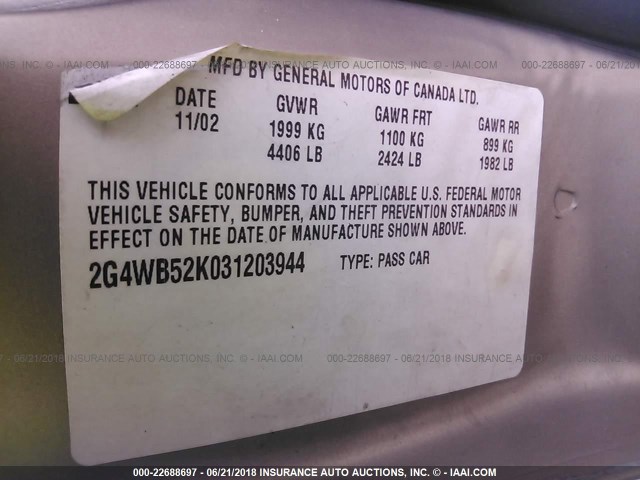 MFD BY GENERAL MOTORS OF CANADA LTD.
DATE GVWR GAWR FRT GAWR RR
11/02 1999 KG 1100 KG 899 KG
4406 LB 2424 LB 1982 LB
THIS VEHICLE CONFORMS TO ALL APPLICABLE U.S. FEDERAL MOTOR
VEHICLE SAFETY, BUMPER, AND THEFT PREVENTION STANDARDS IN
EFFECT ON THE DATE OF MANUFACTURE SHOWN ABOVE.
2G4WB52K031203944 TYPE: PASS CAR
000-22688697 - 06/21/2018 INSURANCE AUTO AUCTIONS, INC. - © IAAI.COM